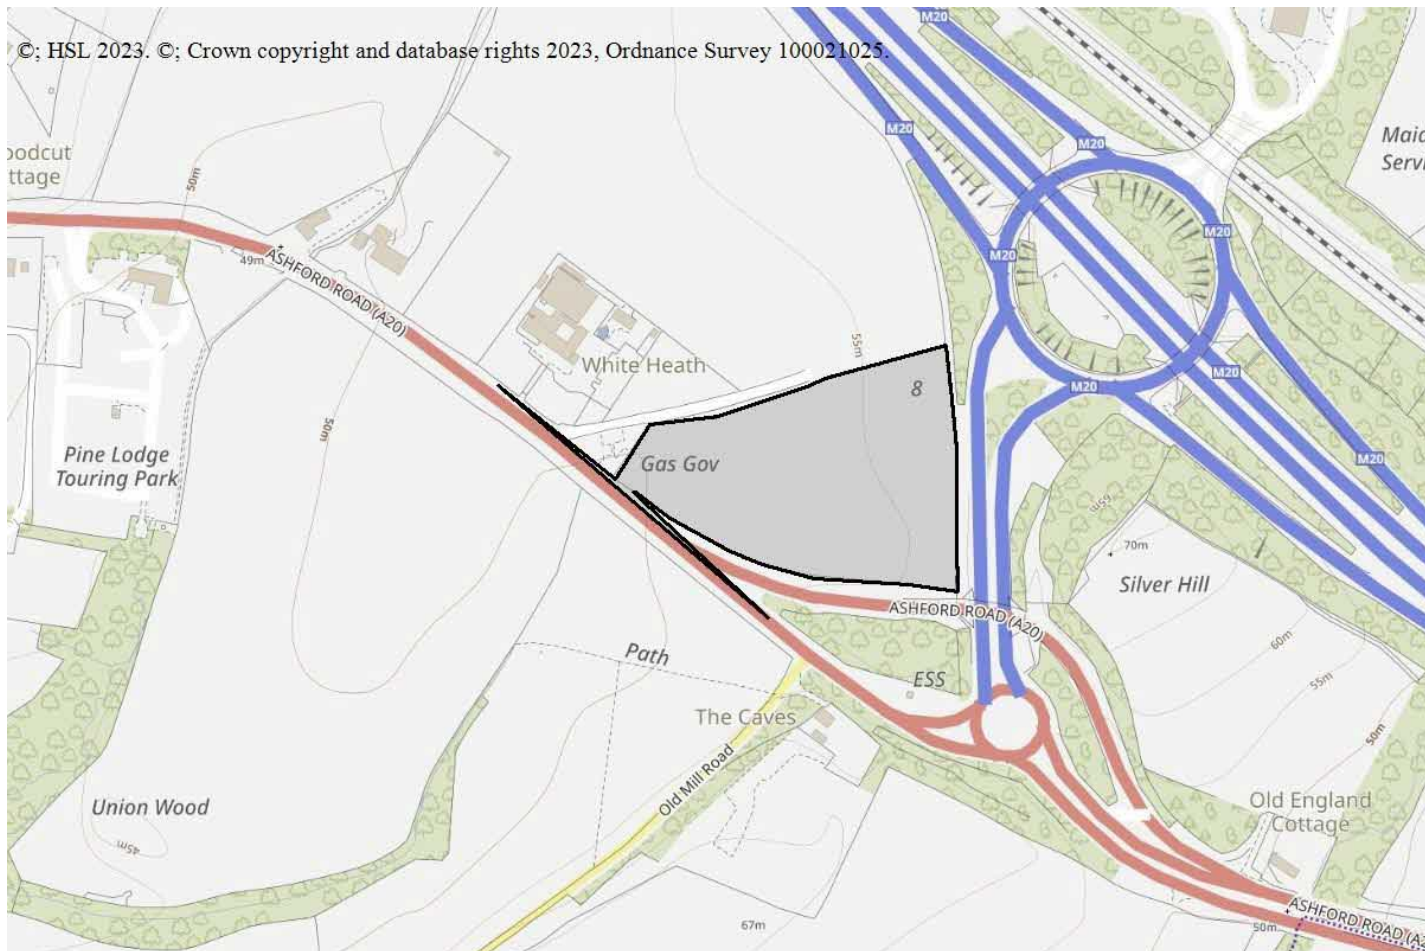 ©; HSL 2023. ©; Crown copyright and database rights 2023, Ordnance Survey 100021025.
M20
M20
M20
Maid
Servi
oodcut
ttage
50m
M20
M20
49m
ASHFORD ROAD (A20)
55m
White Heath
8
M20
M20
50m
Pine Lodge
Touring Park
Gas Gov
M20
65m
70m
Silver Hill
ASHFORD ROAD (A20)
60m
Path
ESS
55m
The Caves
50m
Old Mill Road
Union Wood
45m
Old England
Cottage
67m
50m
ASHFORD ROAD (A